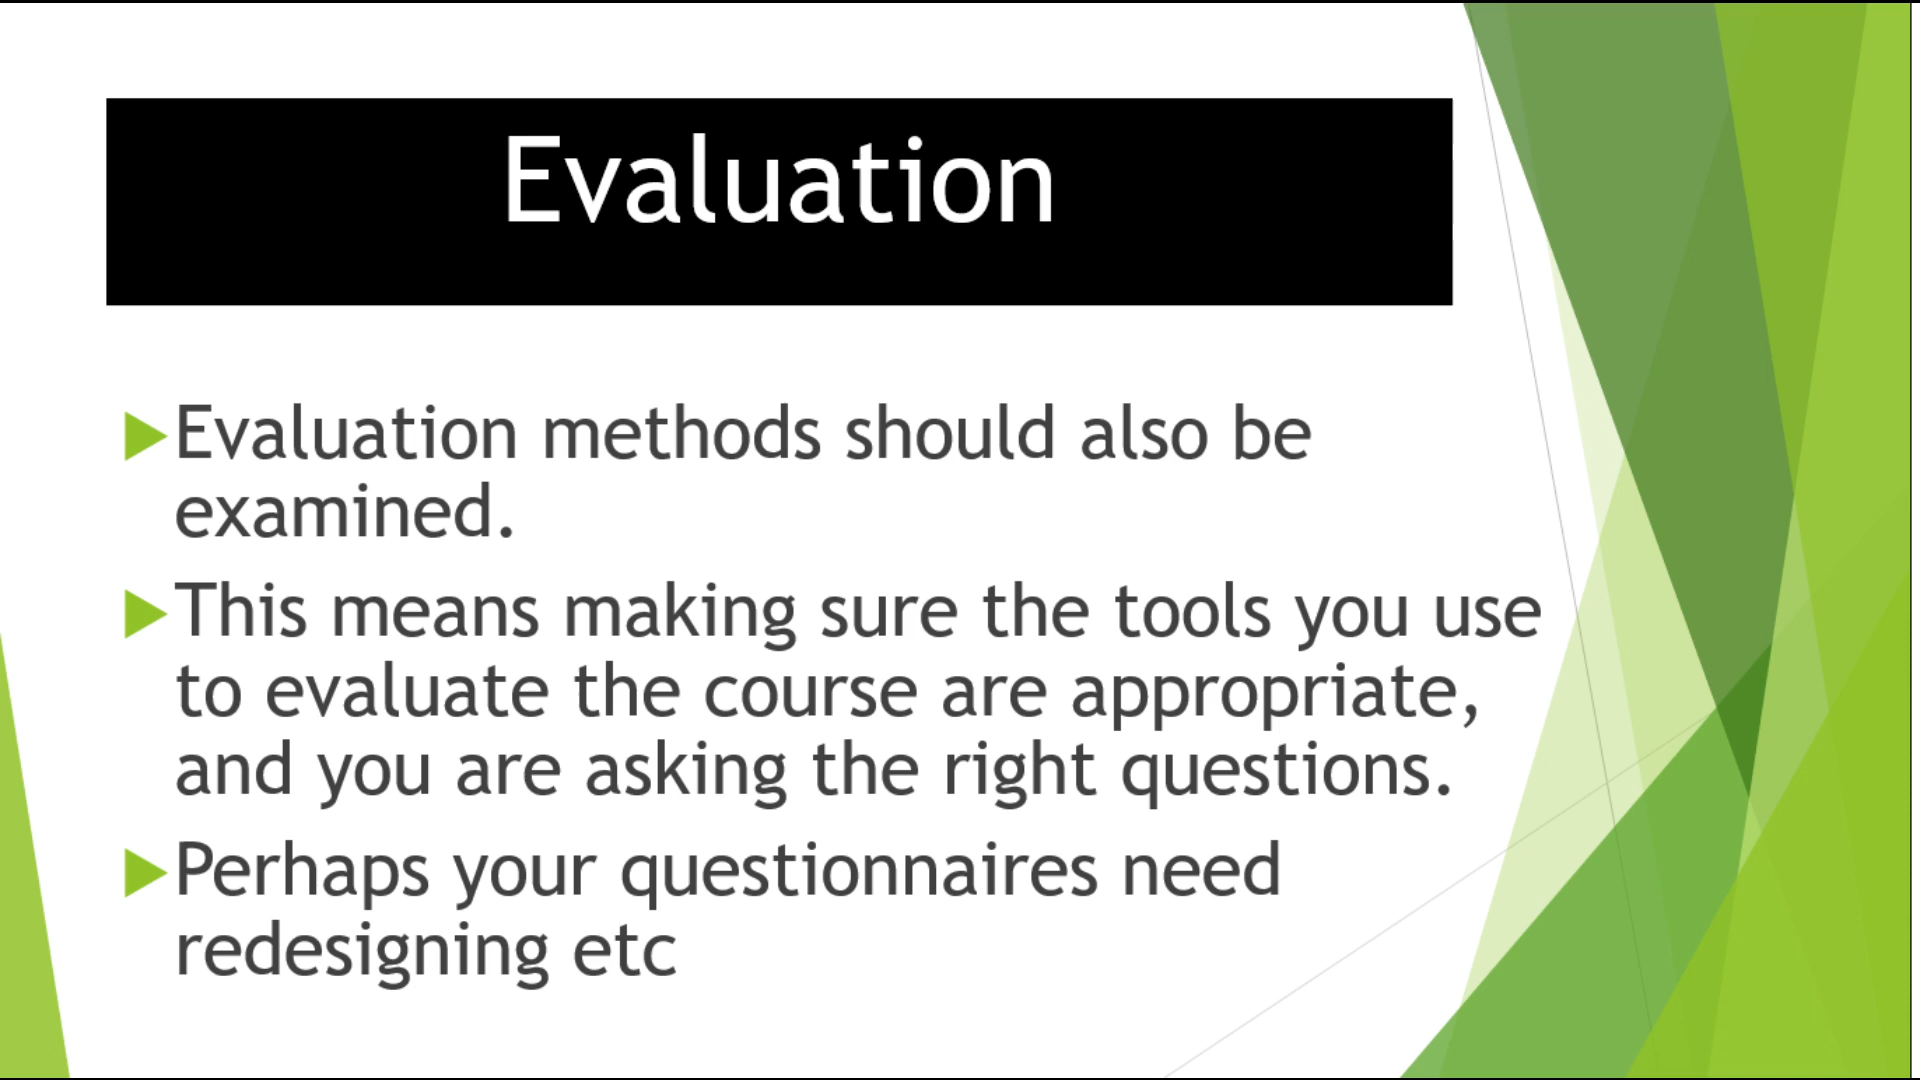 Evaluation
Evaluation methods should also be
examined.
This means making sure the tools you use
to evaluate the course are appropriate,
and you are asking the right questions.
Perhaps your questionnaires need
redesigning etc